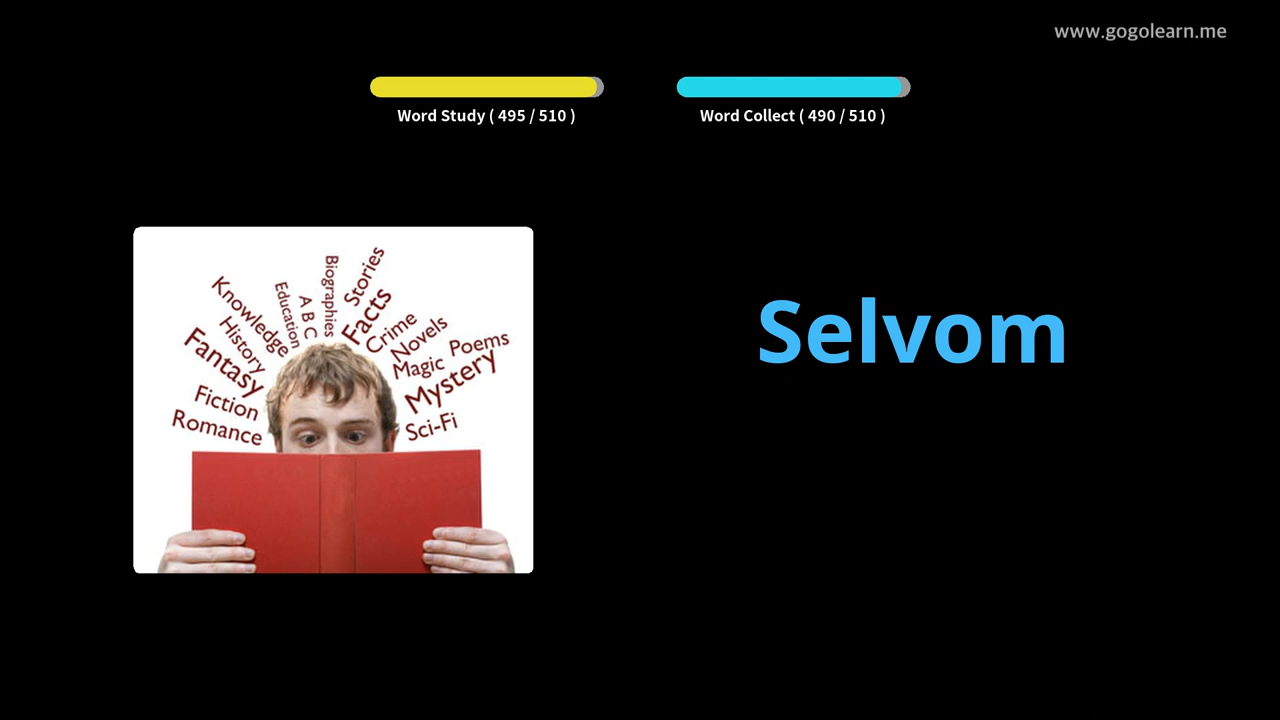 www.gogolearn.me
Word Study ( 495 / 510 )
Word Collect ( 490 / 510 )
Selvom
Biographies
Stories
Education
A B C
Facts
Knowledge
Crime
History
Novels
Poems
Fantasy
Magic
Mystery
Fiction
Sci-Fi
Romance